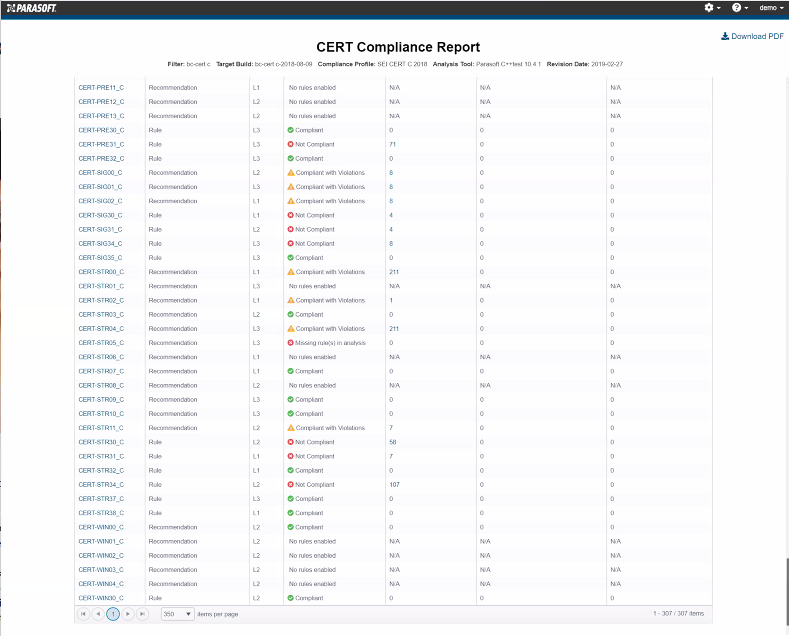 PARASOFT. demo
Download PDF
CERT Compliance Report
Filter: bc-cert c Target Build: bc-cert c-2018-08-09 Compliance Profile: SEI CERT C 2018 Analysis Tool: Parasoft C++test 10.4.1 Revision Date: 2019-02-27
CERT-PRE11_C Recommendation L1 No rules enabled N/A N/A N/A
CERT-PRE12_C Recommendation L2 No rules enabled N/A N/A N/A
CERT-PRE13_C Recommendation L2 No rules enabled N/A N/A N/A
CERT-PRE30_C Rule L3 Compliant 0 0 0
CERT-PRE31_C Rule L3 Not Compliant 71 0 0
CERT-PRE32_C Rule L3 Compliant 0 0 0
CERT-SIG00_C Recommendation L2 Compliant with Violations 8 0 0
CERT-SIG01_C Recommendation L3 Compliant with Violations 8 0 0
CERT-SIG02_C Recommendation L1 Compliant with Violations 8 0 0
CERT-SIG30_C Rule L1 Not Compliant 4 0 0
CERT-SIG31_C Rule L2 Not Compliant 4 0 0
CERT-SIG34_C Rule L3 Not Compliant 8 0 0
CERT-SIG35_C Rule L3 Compliant 0 0 0
CERT-STR00_C Recommendation L1 Compliant with Violations 211 0 0
CERT-STR01_C Recommendation L3 No rules enabled N/A N/A N/A
CERT-STR02_C Recommendation L1 Compliant with Violations 1 0 0
CERT-STR03_C Recommendation L2 Compliant 0 0 0
CERT-STR04_C Recommendation L3 Compliant with Violations 211 0 0
CERT-STR05_C Recommendation L3 Missing rule(s) in analysis 0 0 0
CERT-STR06_C Recommendation L1 No rules enabled N/A N/A N/A
CERT-STR07_C Recommendation L1 Compliant 0 0 0
CERT-STR08_C Recommendation L2 No rules enabled N/A N/A N/A
CERT-STR09_C Recommendation L3 Compliant 0 0 0
CERT-STR10_C Recommendation L3 Compliant 0 0 0
CERT-STR11_C Recommendation L2 Compliant with Violations 7 0 0
CERT-STR30_C Rule L2 Not Compliant 58 0 0
CERT-STR31_C Rule L1 Not Compliant 7 0 0
CERT-STR32_C Rule L1 Compliant 0 0 0
CERT-STR34_C Rule L2 Not Compliant 107 0 0
CERT-STR37_C Rule L3 Compliant 0 0 0
CERT-STR38_C Rule L1 Compliant 0 0 0
CERT-WIN00_C Recommendation L2 Compliant 0 0 0
CERT-WIN01_C Recommendation L2 No rules enabled N/A N/A N/A
CERT-WIN02_C Recommendation L2 No rules enabled N/A N/A N/A
CERT-WIN03_C Recommendation L2 No rules enabled N/A N/A N/A
CERT-WIN04_C Recommendation L2 No rules enabled N/A N/A N/A
CERT-WIN30_C Rule L2 Compliant 0 0 0
1 350 items per page 1 - 307 / 307 items